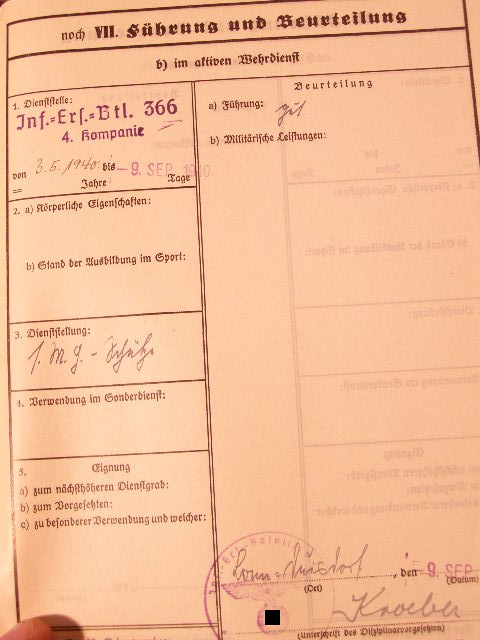 noch VII. Führung und Beurteilung
b) im aktiven Wehrdienst
1. Dienststelle:
Inf.-Ers.-Btl. 366
4. Kompanie
von 3.5.1940 bis -9. SEP. 1940
= Jahre Tage
2. a) Körperliche Eigenschaften:
b) Stand der Ausbildung im Sport:
3. Dienststellung:
s. M. G. - Schütze
4. Verwendung im Sonderdienst:
5. Eignung
a) zum nächsthöheren Dienstgrad:
b) zum Vorgesetzten:
c) zu besonderer Verwendung und welcher:
Beurteilung
a) Führung: gut
b) Militärische Leistungen:
Bonn-Duisdorf, den -9. SEP.
(Ort) (Datum)
Kroeber
(Unterschrift des Disziplinarvorgesetzten)